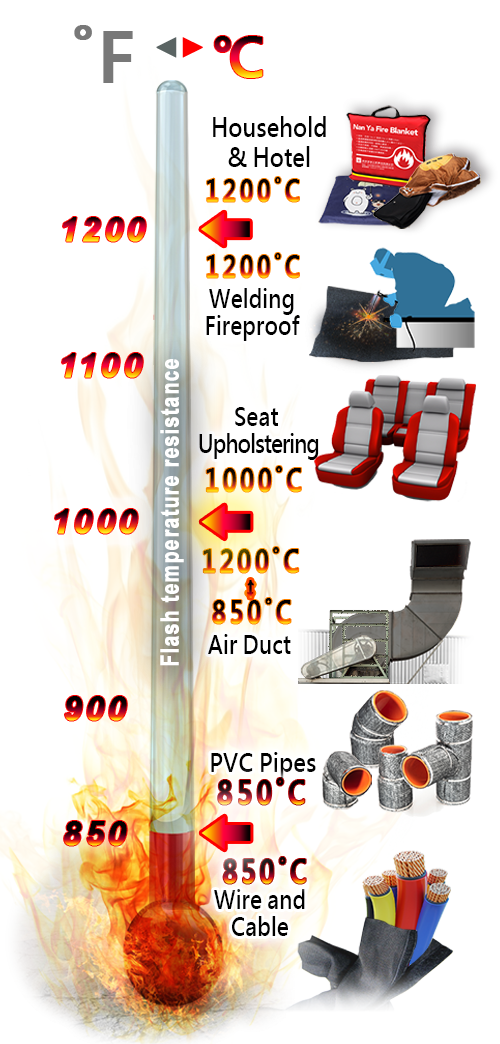 °F ◄ ► °C
Household
& Hotel
1200°C
Nan Ya Fire Blanket
1200
1200°C
Welding
Fireproof
1100
Flash temperature resistance
Seat
Upholstering
1000°C
1000
1200°C
850°C
Air Duct
900
PVC Pipes
850°C
850
850°C
Wire and
Cable